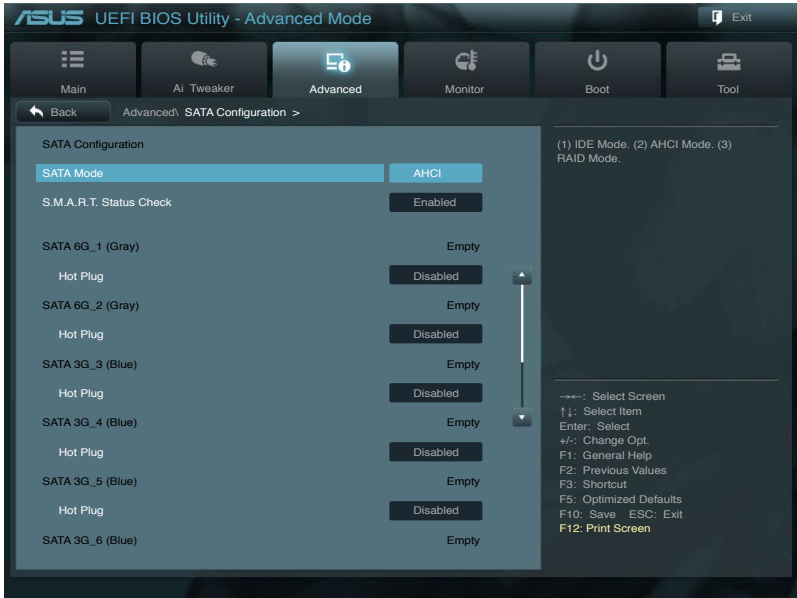 ASUS UEFI BIOS Utility - Advanced Mode
Exit
Main
Ai Tweaker
Advanced
Monitor
Boot
Tool
Back
Advanced\ SATA Configuration >
SATA Configuration
SATA Mode AHCI
S.M.A.R.T. Status Check Enabled
SATA 6G_1 (Gray) Empty
Hot Plug Disabled
SATA 6G_2 (Gray) Empty
Hot Plug Disabled
SATA 3G_3 (Blue) Empty
Hot Plug Disabled
SATA 3G_4 (Blue) Empty
Hot Plug Disabled
SATA 3G_5 (Blue) Empty
Hot Plug Disabled
SATA 3G_6 (Blue) Empty
(1) IDE Mode. (2) AHCI Mode. (3)
RAID Mode.
→←: Select Screen
↑↓: Select Item
Enter: Select
+/-: Change Opt.
F1: General Help
F2: Previous Values
F3: Shortcut
F5: Optimized Defaults
F10: Save ESC: Exit
F12: Print Screen